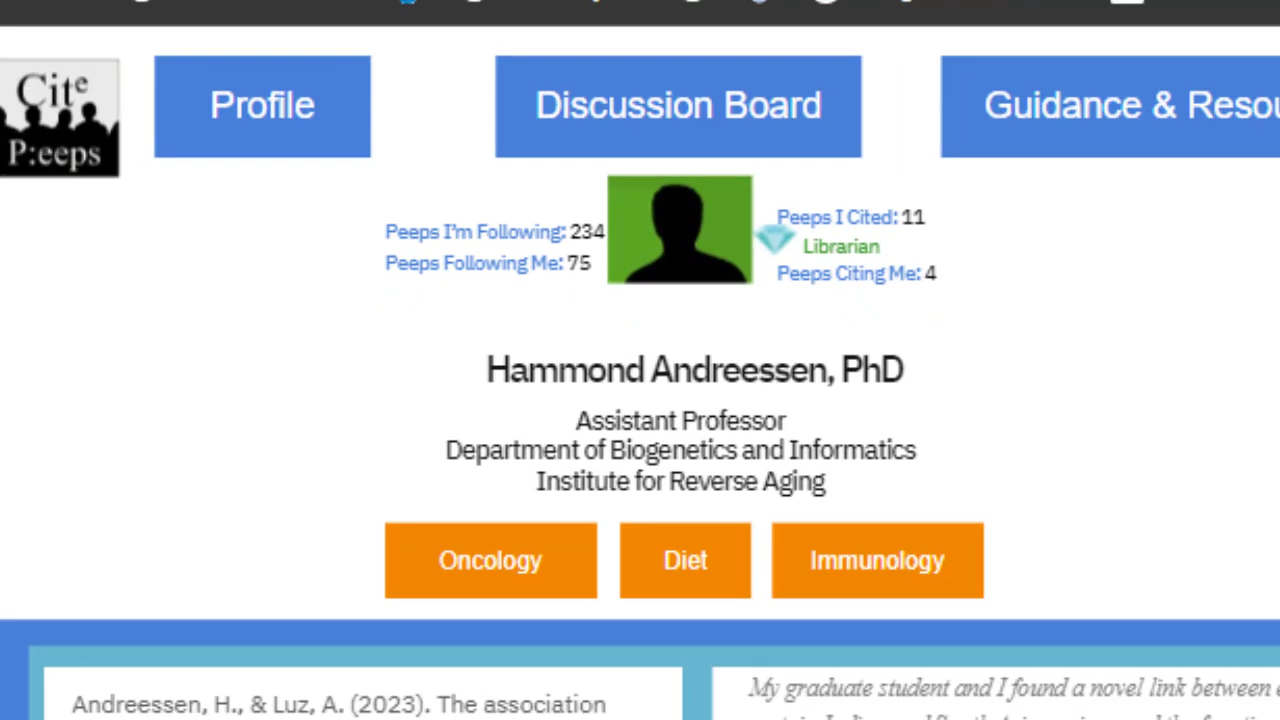 Cite
P:eeps
Profile
Discussion Board
Guidance & Resou
Peeps I'm Following: 234
Peeps Following Me: 75
Peeps I Cited: 11
Librarian
Peeps Citing Me: 4
Hammond Andreessen, PhD
Assistant Professor
Department of Biogenetics and Informatics
Institute for Reverse Aging
Oncology
Diet
Immunology
Andreessen, H., & Luz, A. (2023). The association
My graduate student and I found a novel link between